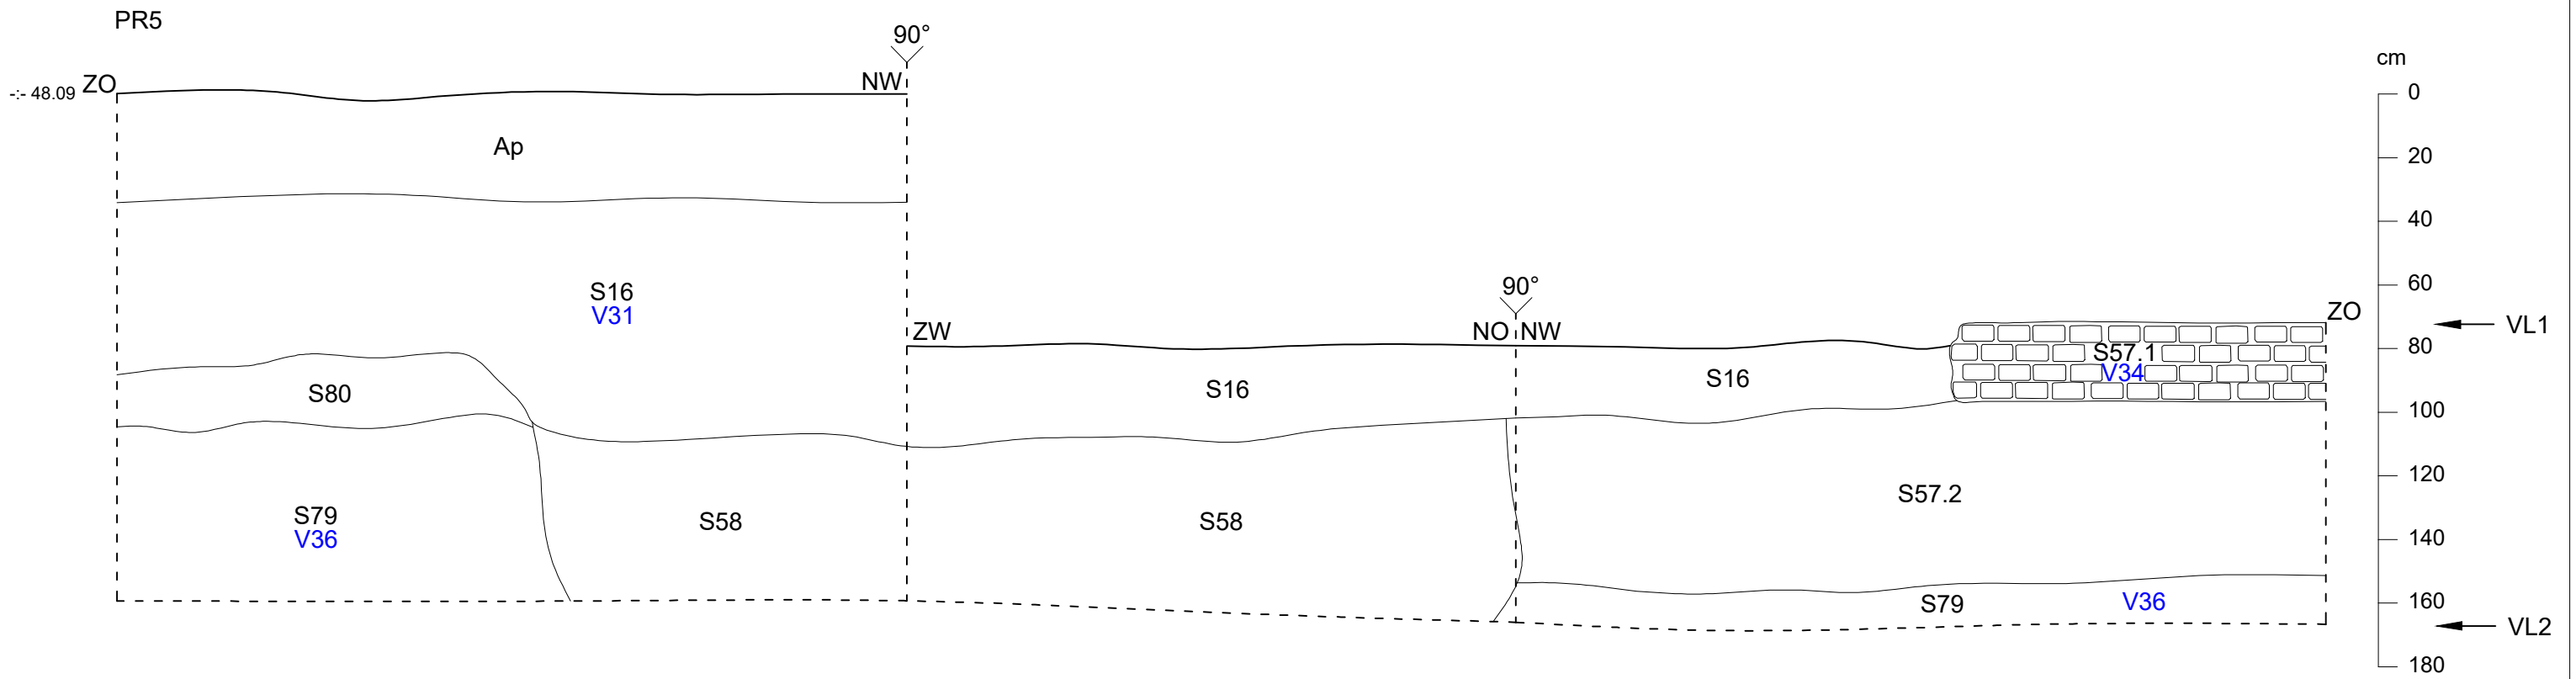 PR5
90°
cm
-:- 48.09
ZO
NW
0
Ap
20
40
S16
V31
90°
60
ZW
NO
NW
ZO
VL1
80
S57.1
V34
S80
S16
S16
100
120
S57.2
S79
V36
S58
S58
140
S79
V36
160
VL2
180